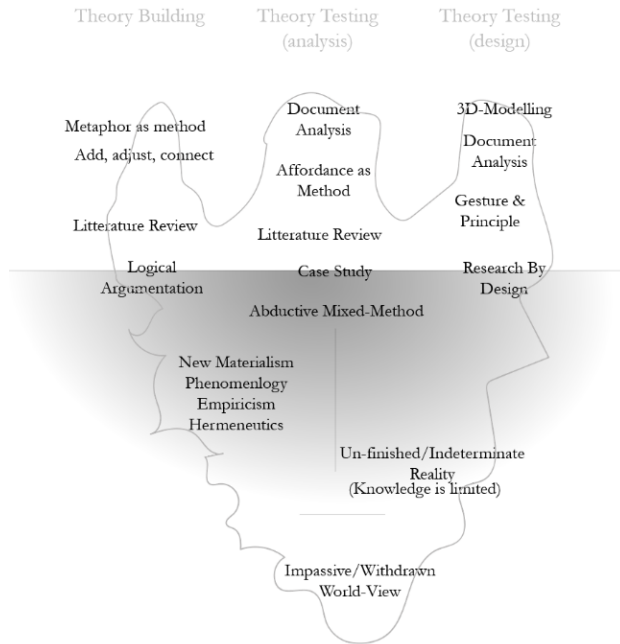 Theory Building
Theory Testing
(analysis)
Theory Testing
(design)
Metaphor as method
Add, adjust, connect
Litterature Review
Logical
Argumentation
Document
Analysis
Affordance as
Method
Litterature Review
Case Study
Abductive Mixed-Method
3D-Modelling
Document
Analysis
Gesture &
Principle
Research By
Design
New Materialism
Phenomenlogy
Empiricism
Hermeneutics
Un-finished/Indeterminate
Reality
(Knowledge is limited)
Impassive/Withdrawn
World-View